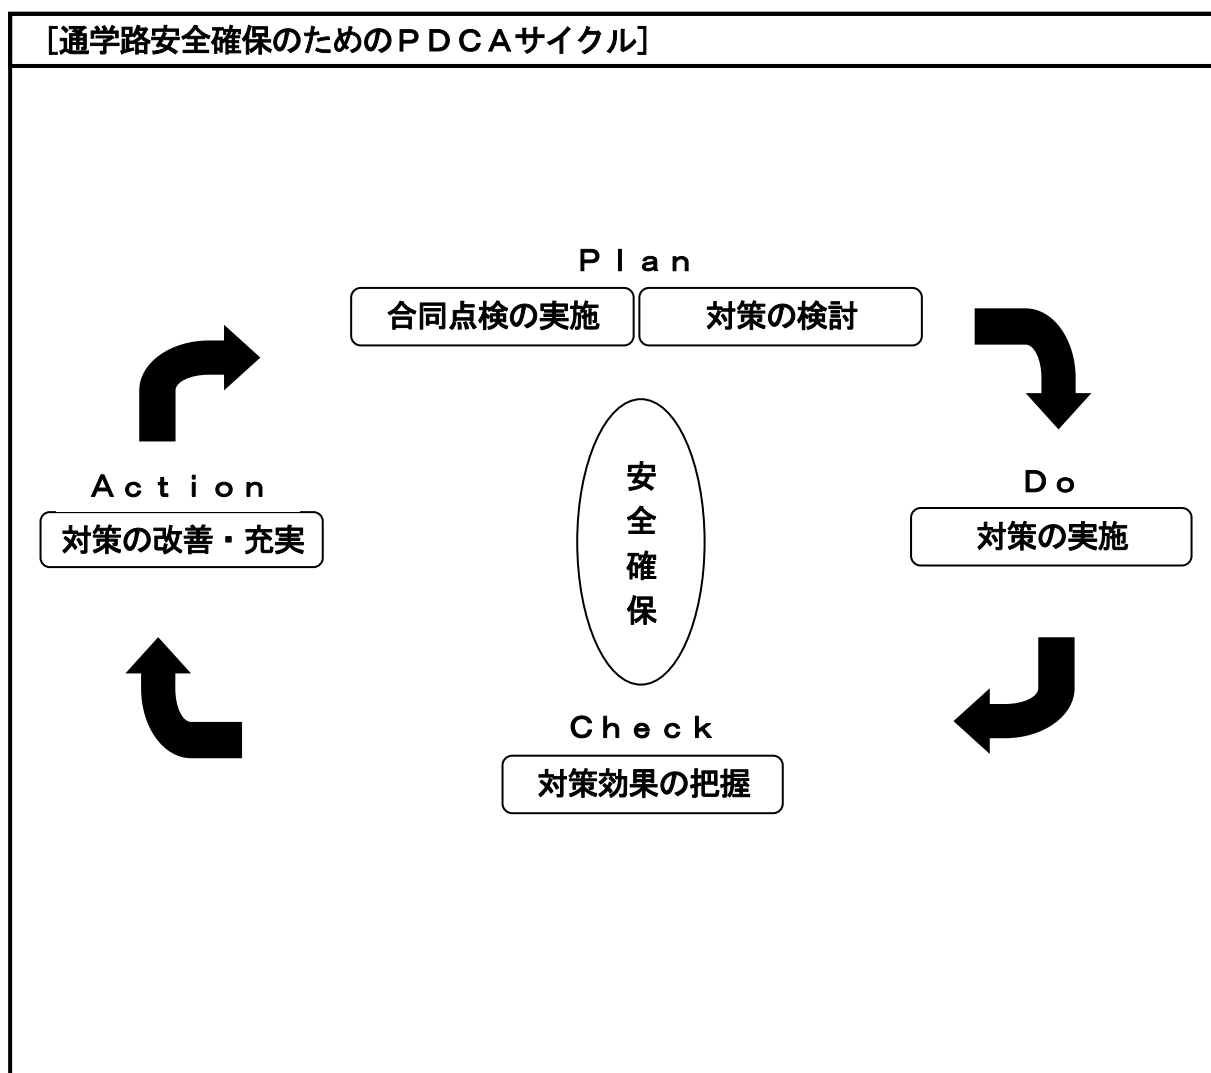 [通学路安全確保のためのＰＤＣＡサイクル]
Ｐｌａｎ
合同点検の実施
対策の検討
Ａｃｔｉｏｎ
対策の改善・充実
安
全
確
保
Ｄｏ
対策の実施
Ｃｈｅｃｋ
対策効果の把握